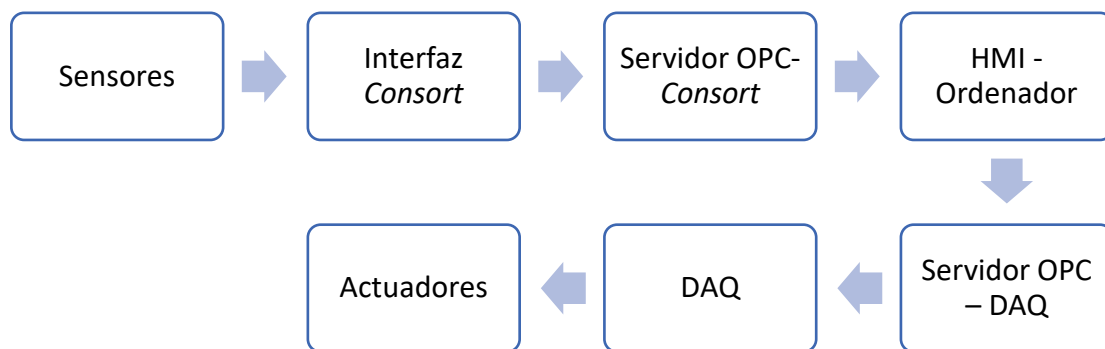 Sensores
Interfaz
Consort
Servidor OPC-
Consort
HMI -
Ordenador
Actuadores
DAQ
Servidor OPC
– DAQ